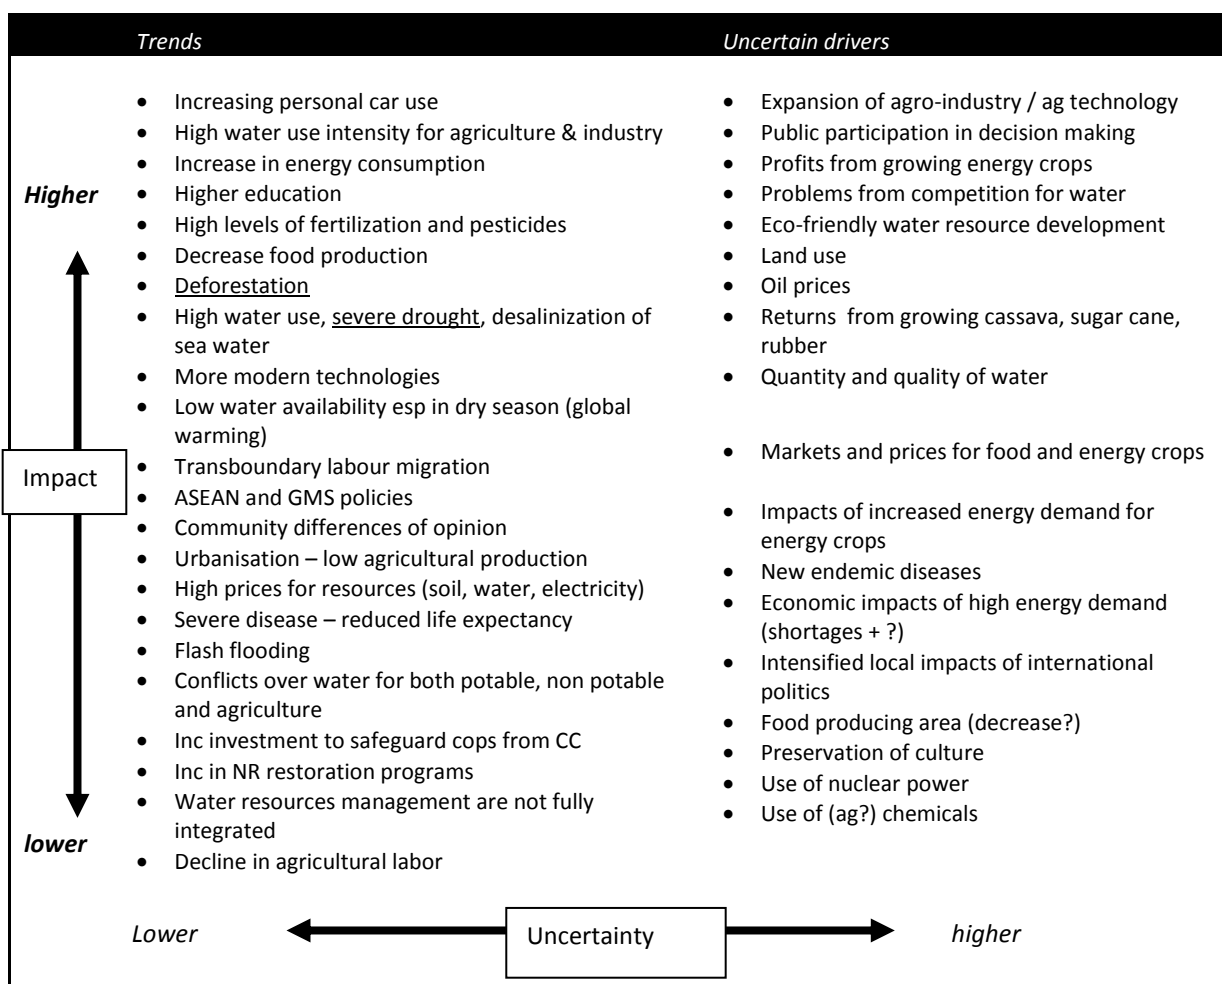 Trends
Uncertain drivers
Higher
Impact
lower
• Increasing personal car use
• High water use intensity for agriculture & industry
• Increase in energy consumption
• Higher education
• High levels of fertilization and pesticides
• Decrease food production
• Deforestation
• High water use, severe drought, desalinization of
sea water
• More modern technologies
• Low water availability esp in dry season (global
warming)
• Transboundary labour migration
• ASEAN and GMS policies
• Community differences of opinion
• Urbanisation – low agricultural production
• High prices for resources (soil, water, electricity)
• Severe disease – reduced life expectancy
• Flash flooding
• Conflicts over water for both potable, non potable
and agriculture
• Inc investment to safeguard cops from CC
• Inc in NR restoration programs
• Water resources management are not fully
integrated
• Decline in agricultural labor
• Expansion of agro-industry / ag technology
• Public participation in decision making
• Profits from growing energy crops
• Problems from competition for water
• Eco-friendly water resource development
• Land use
• Oil prices
• Returns from growing cassava, sugar cane,
rubber
• Quantity and quality of water
• Markets and prices for food and energy crops
• Impacts of increased energy demand for
energy crops
• New endemic diseases
• Economic impacts of high energy demand
(shortages + ?)
• Intensified local impacts of international
politics
• Food producing area (decrease?)
• Preservation of culture
• Use of nuclear power
• Use of (ag?) chemicals
Lower
Uncertainty
higher